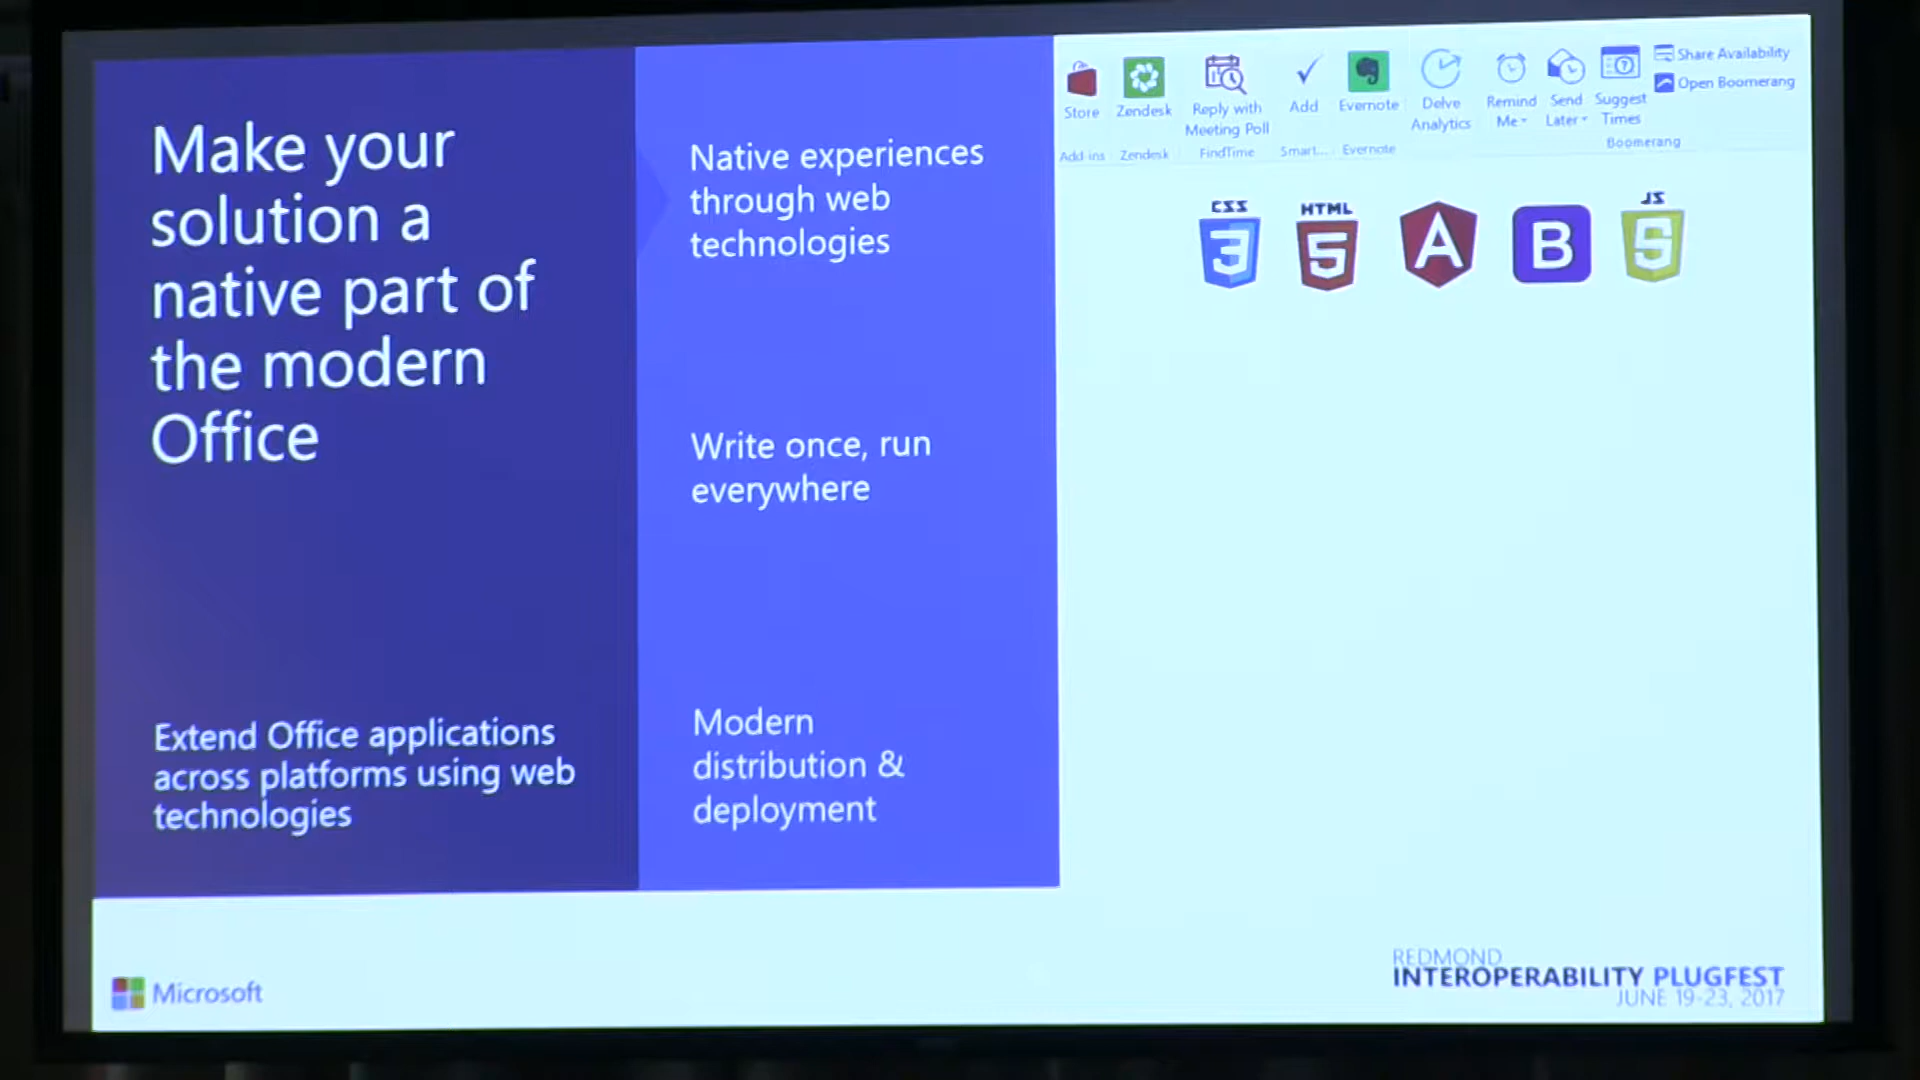 Make your
solution a
native part of
the modern
Office
Extend Office applications
across platforms using web
technologies
Native experiences
through web
technologies
Write once, run
everywhere
Modern
distribution &
deployment
Store
Add-ins
Zendesk
Zendesk
Reply with
Meeting Poll
FindTime
Add
Smart...
Evernote
Evernote
Delve
Analytics
Remind
Me
Send
Later
Suggest
Times
Share Availability
Open Boomerang
Boomerang
CSS
3
HTML
5
A
B
JS
5
Microsoft
REDMOND
INTEROPERABILITY PLUGFEST
JUNE 19-23, 2017